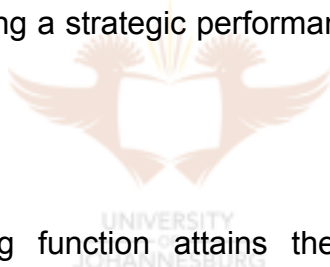 ng a strategic performan
UNIVERSITY
OF
JOHANNESBURG
g function attains the